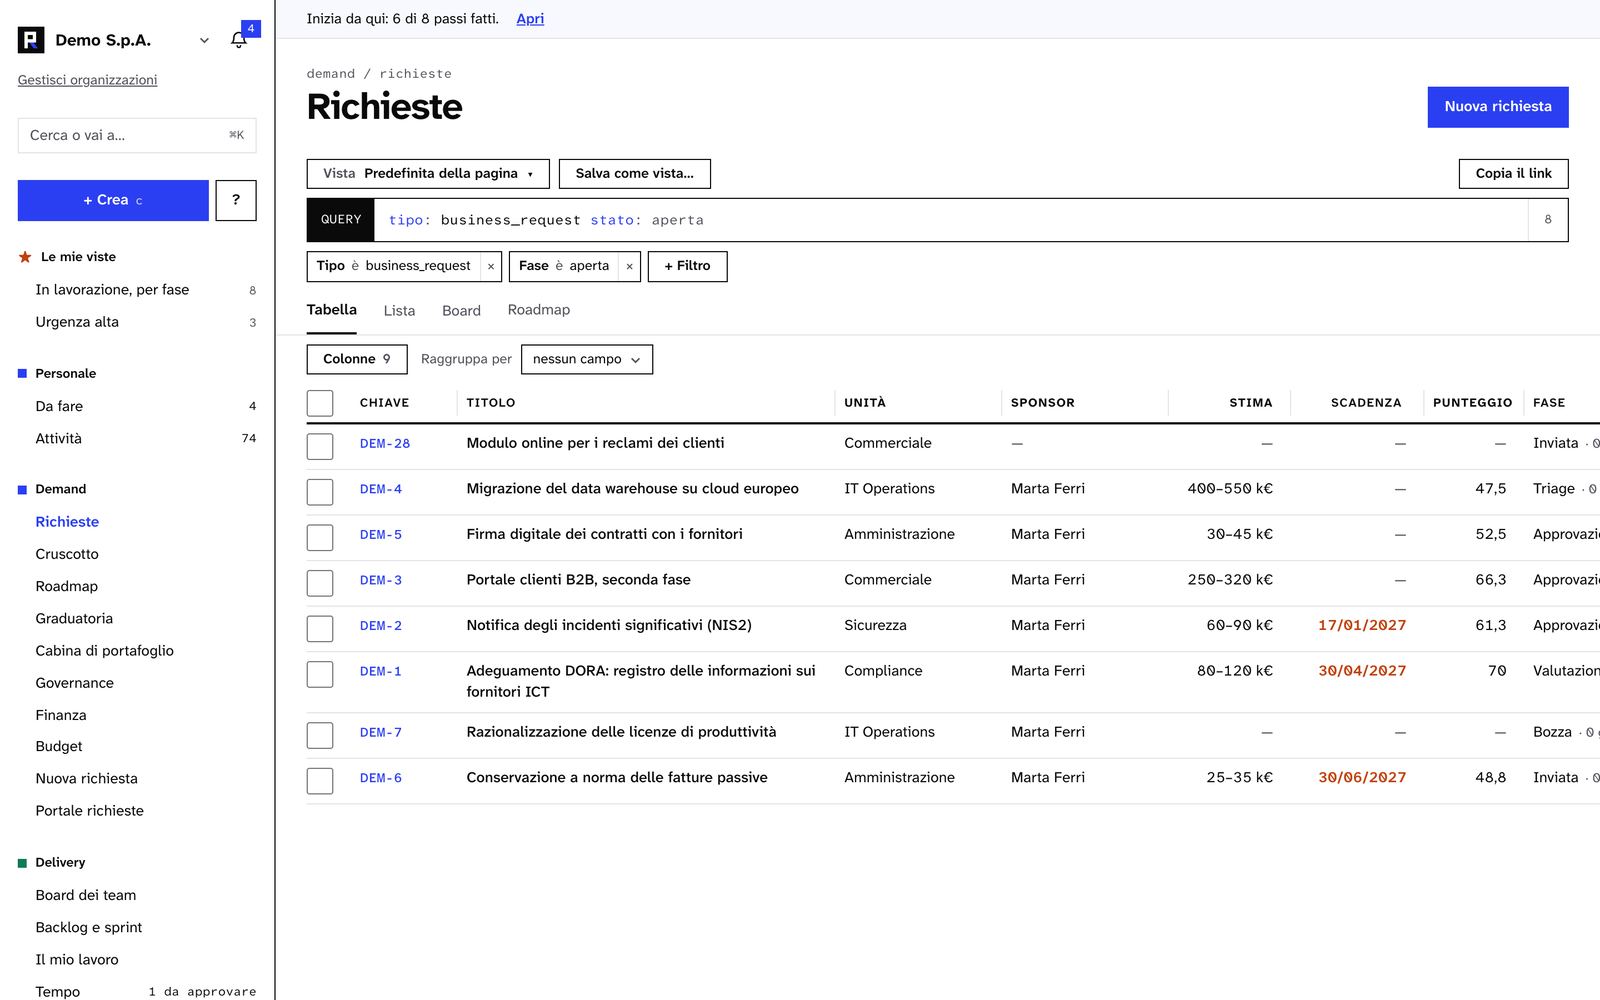 Demo S.p.A.
4
Gestisci organizzazioni
Cerca o vai a... ⌘K
+ Crea c
?
Le mie viste
In lavorazione, per fase 8
Urgenza alta 3
Personale
Da fare 4
Attività 74
Demand
Richieste
Cruscotto
Roadmap
Graduatoria
Cabina di portafoglio
Governance
Finanza
Budget
Nuova richiesta
Portale richieste
Delivery
Board dei team
Backlog e sprint
Il mio lavoro
Tempo 1 da approvare
Inizia da qui: 6 di 8 passi fatti. Apri
demand / richieste
Richieste
Nuova richiesta
Vista Predefinita della pagina ▾ Salva come vista... Copia il link
QUERY tipo: business_request stato: aperta 8
Tipo è business_request × Fase è aperta × + Filtro
Tabella Lista Board Roadmap
Colonne 9 Raggruppa per nessun campo
CHIAVE TITOLO UNITÀ SPONSOR STIMA SCADENZA PUNTEGGIO FASE
DEM-28 Modulo online per i reclami dei clienti Commerciale — — — — Inviata · 0
DEM-4 Migrazione del data warehouse su cloud europeo IT Operations Marta Ferri 400–550 k€ — 47,5 Triage · 0
DEM-5 Firma digitale dei contratti con i fornitori Amministrazione Marta Ferri 30–45 k€ — 52,5 Approvazi
DEM-3 Portale clienti B2B, seconda fase Commerciale Marta Ferri 250–320 k€ — 66,3 Approvazi
DEM-2 Notifica degli incidenti significativi (NIS2) Sicurezza Marta Ferri 60–90 k€ 17/01/2027 61,3 Approvazi
DEM-1 Adeguamento DORA: registro delle informazioni sui Compliance Marta Ferri 80–120 k€ 30/04/2027 70 Valutazion
fornitori ICT
DEM-7 Razionalizzazione delle licenze di produttività IT Operations Marta Ferri — — — Bozza · 0 g
DEM-6 Conservazione a norma delle fatture passive Amministrazione Marta Ferri 25–35 k€ 30/06/2027 48,8 Inviata · 0